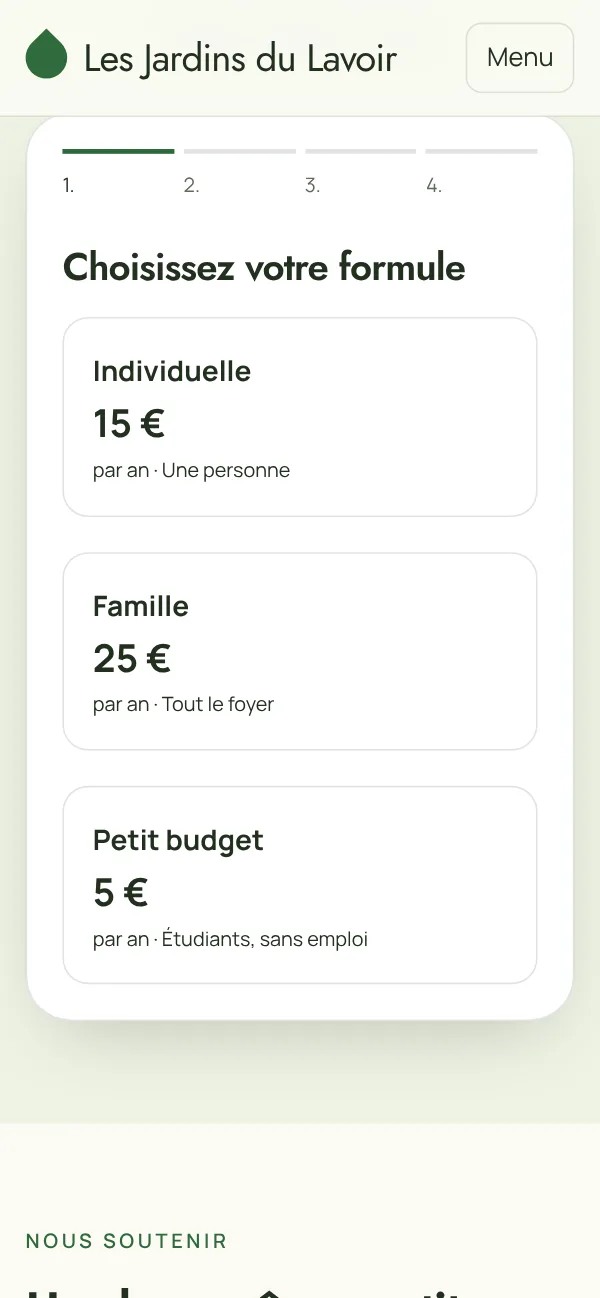 Les Jardins du Lavoir
Menu
1.
2.
3.
4.
Choisissez votre formule
Individuelle
15 €
par an · Une personne
Famille
25 €
par an · Tout le foyer
Petit budget
5 €
par an · Étudiants, sans emploi
NOUS SOUTENIR